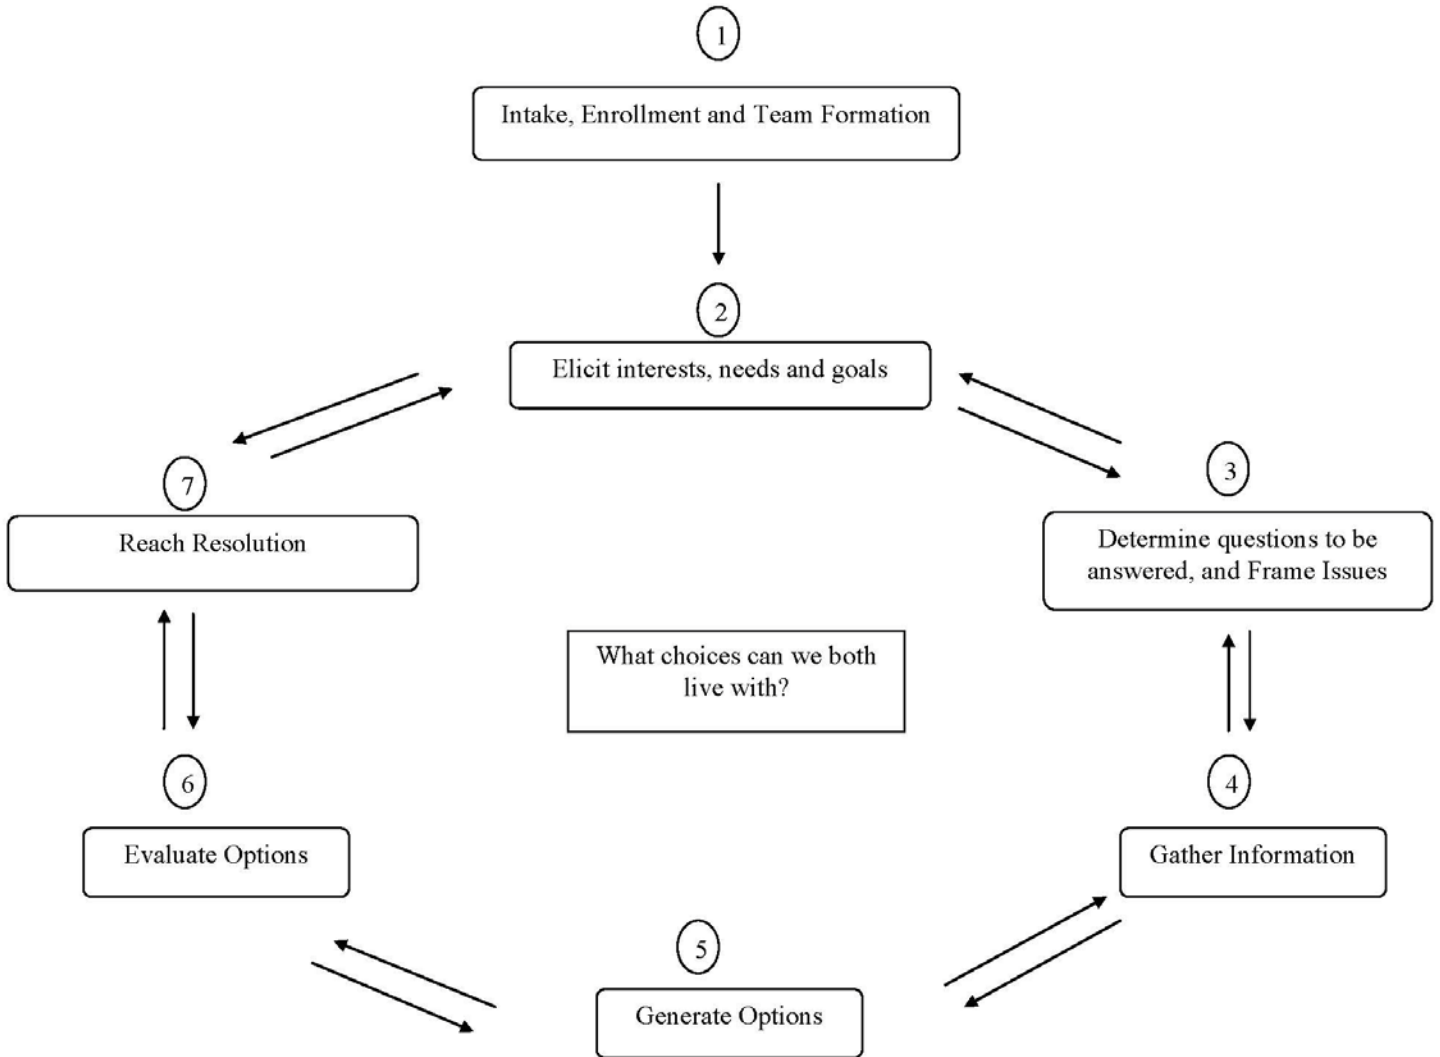 1
Intake, Enrollment and Team Formation
2
Elicit interests, needs and goals
3
Determine questions to be
answered, and Frame Issues
4
Gather Information
5
Generate Options
6
Evaluate Options
7
Reach Resolution
What choices can we both
live with?